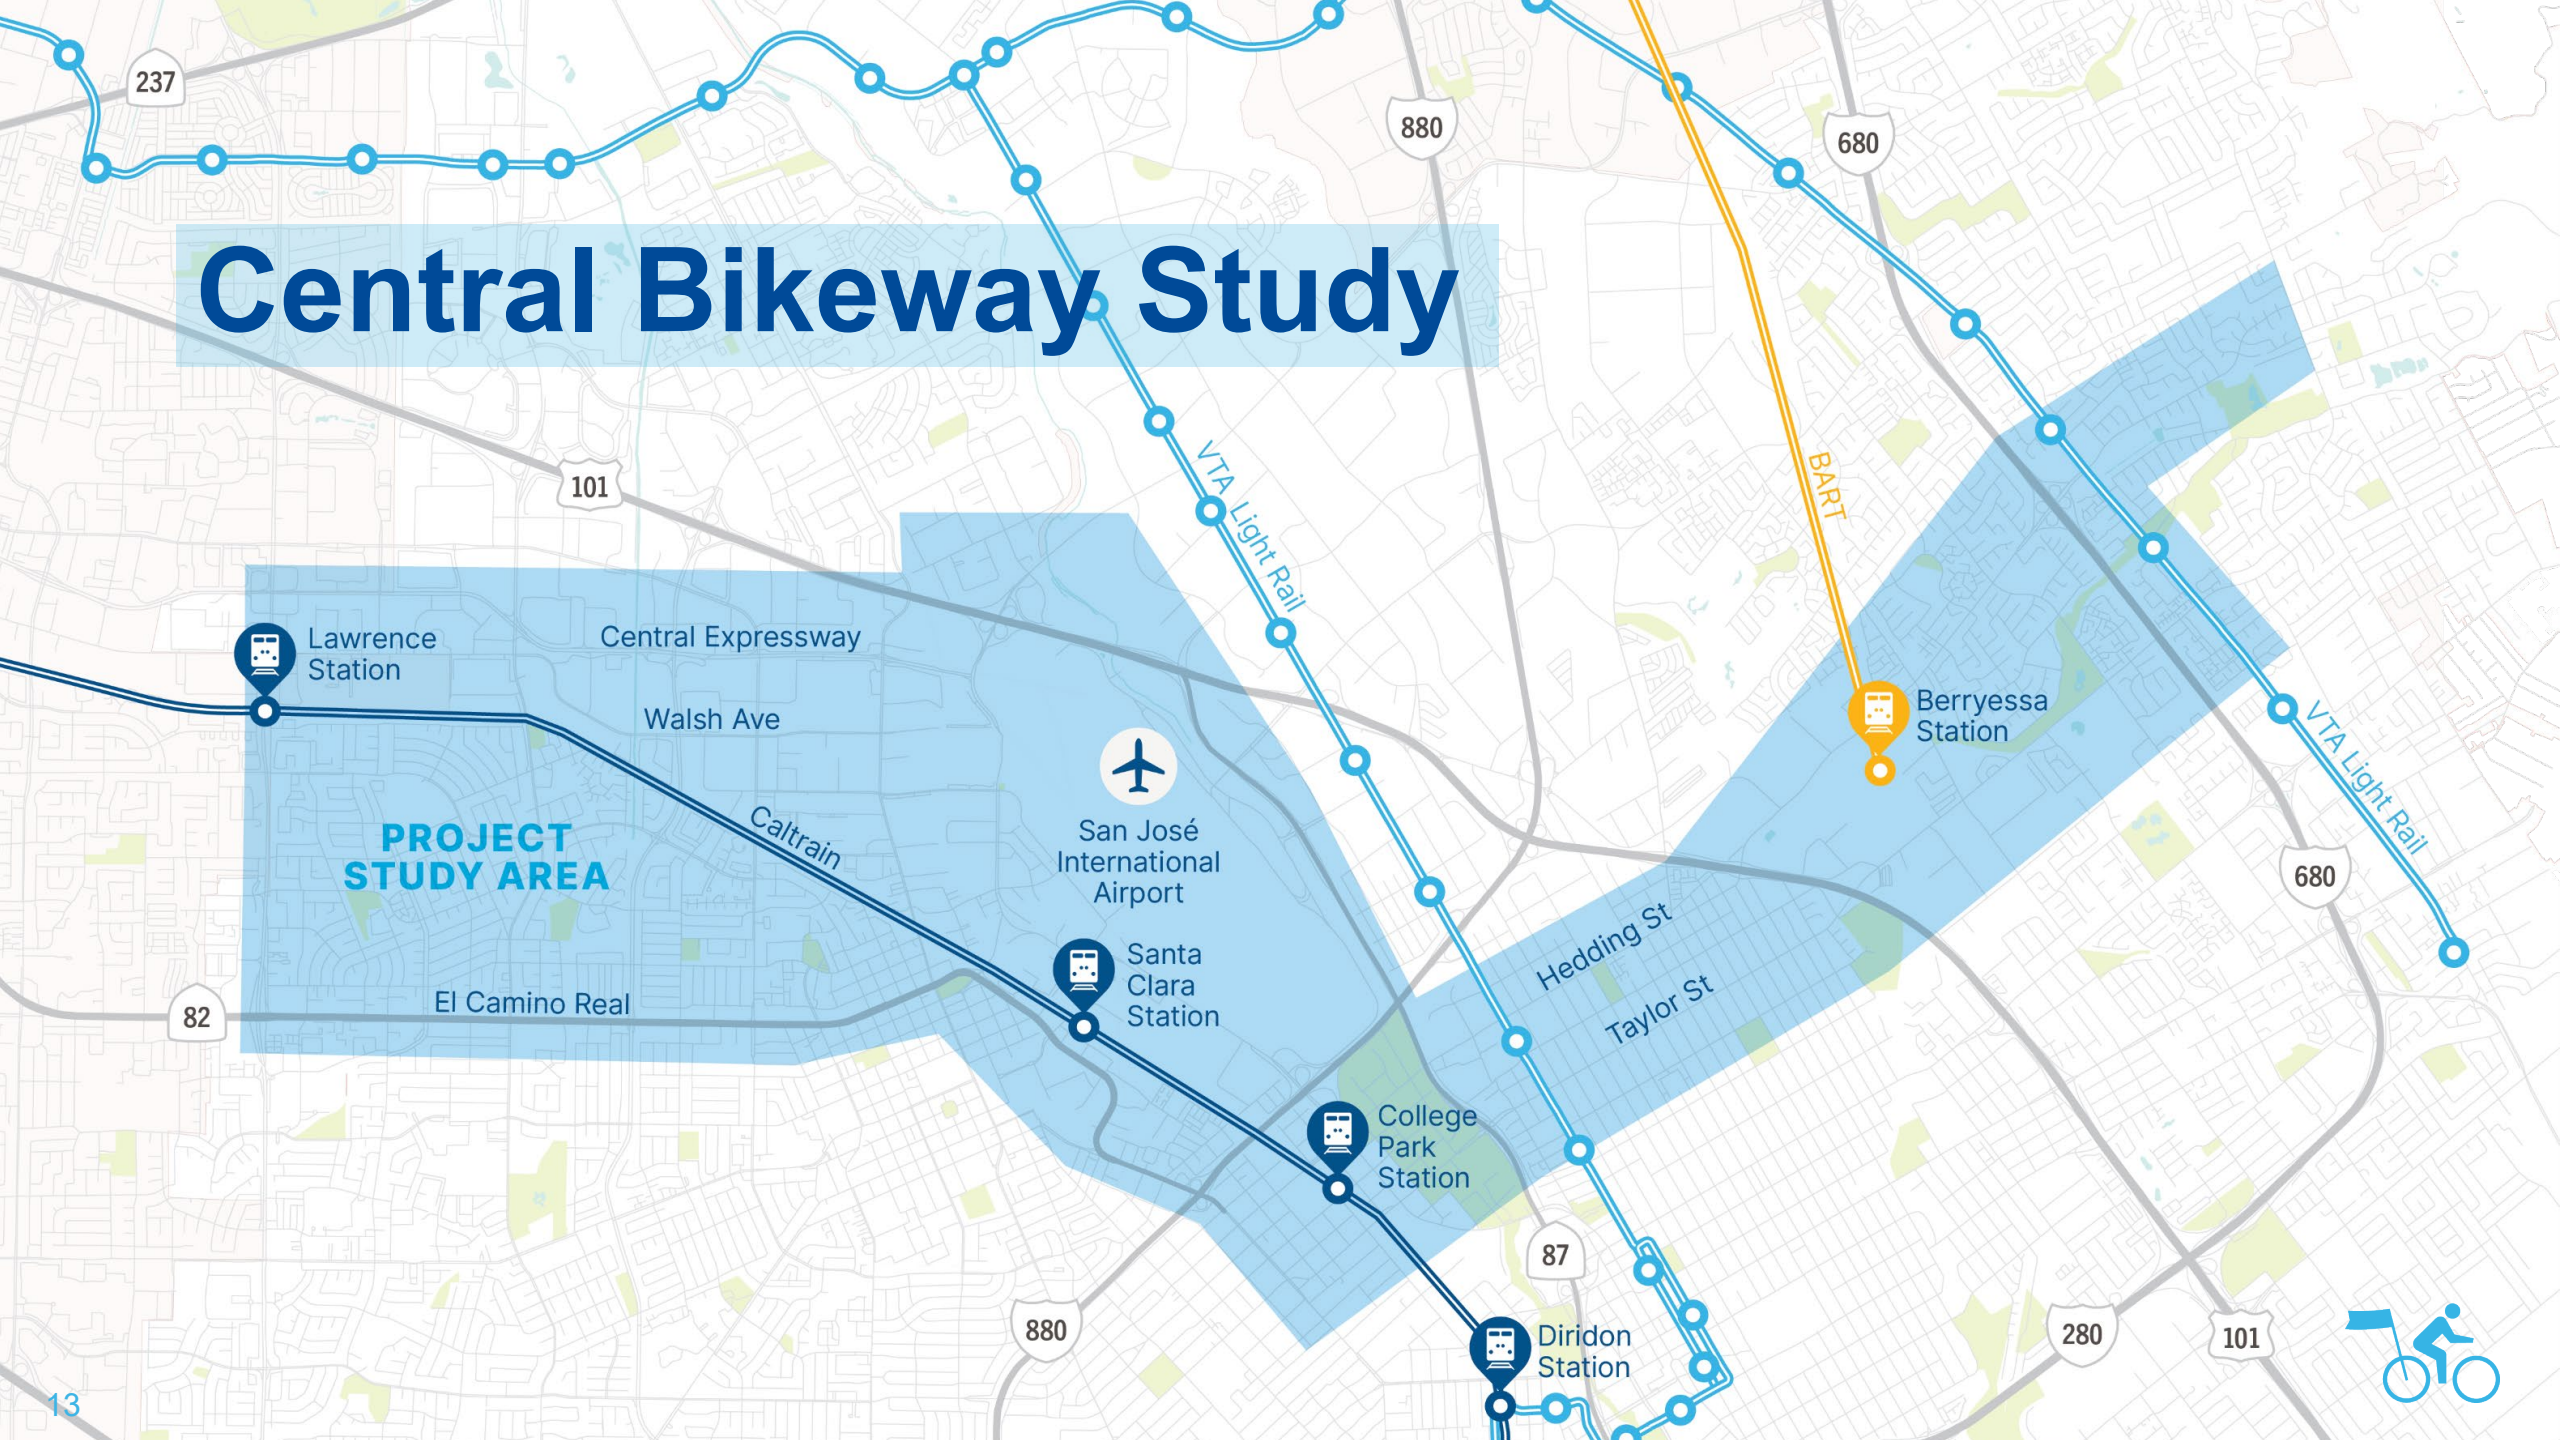 237
880
680
Central Bikeway Study
101
VTA Light Rail
BART
Lawrence
Station
Central Expressway
Walsh Ave
Berryessa
Station
VTA Light Rail
PROJECT
STUDY AREA
Caltrain
San José
International
Airport
680
Hedding St
Taylor St
Santa
Clara
Station
82
El Camino Real
College
Park
Station
87
880
Diridon
Station
280
101
13